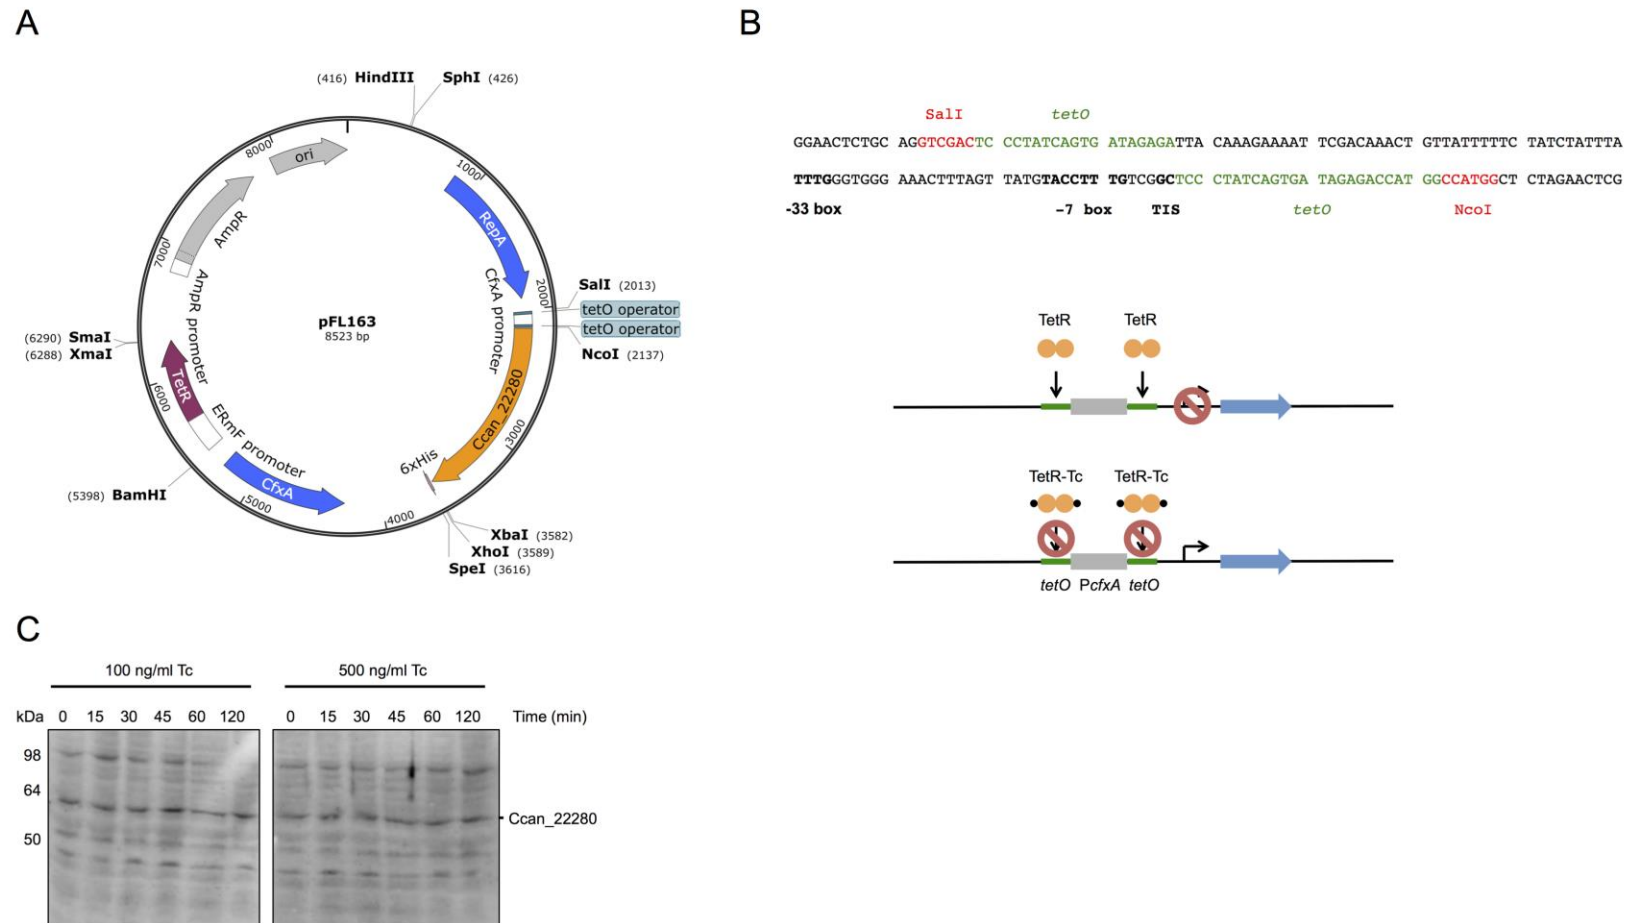 A
(416) HindIII
SphI (426)
8000
ori
1000
AmpR
RepA
7000
CfxA promoter
2000
SalI (2013)
tetO operator
tetO operator
NcoI (2137)
AmpR promoter
pFL163
8523 bp
(6290) SmaI
(6288) XmaI
TetR
6000
ERmF promoter
Ccan_22280
3000
6xHis
CfxA
(5398) BamHI
5000
4000
XbaI (3582)
XhoI (3589)
SpeI (3616)
B
SalI tetO
GGAACTCTGC AGGTCGACTC CCTATCAGTG ATAGAGATTA CAAAGAAAAT TCGACAAACT GTTATTTTTC TATCTATTTA
TTTGGGTGGG AAACTTTAGT TATGTACCTT TGTCGGCTCC CTATCAGTGA TAGAGACCAT GGCCATGGCT CTAGAACTCG
-33 box -7 box TIS tetO NcoI
TetR TetR
TetR-Tc TetR-Tc
tetO PcfxA tetO
C
100 ng/ml Tc 500 ng/ml Tc
kDa 0 15 30 45 60 120 0 15 30 45 60 120 Time (min)
98
64
Ccan_22280
50